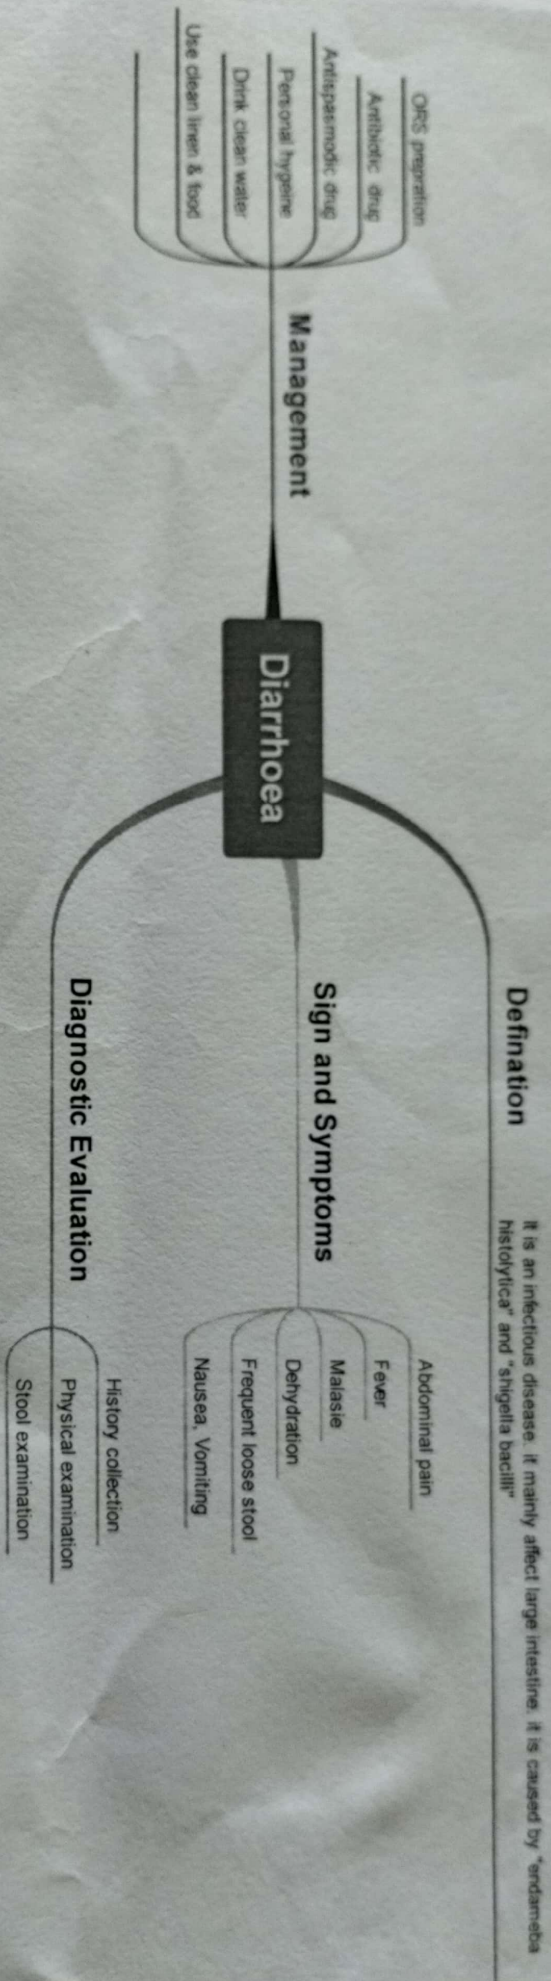 Defination
It is an infectious disease. it mainly affect large intestine. it is caused by "endameba
histolytica" and "shigella bacilli"
ORS prepration
Antibiotic drug
Antispasmodic drug
Personal hygeine
Drink clean water
Use clean linen & food
Management
Diarrhoea
Sign and Symptoms
Abdominal pain
Fever
Malasie
Dehydration
Frequent loose stool
Nausea, Vomiting
Diagnostic Evaluation
History collection
Physical examination
Stool examination